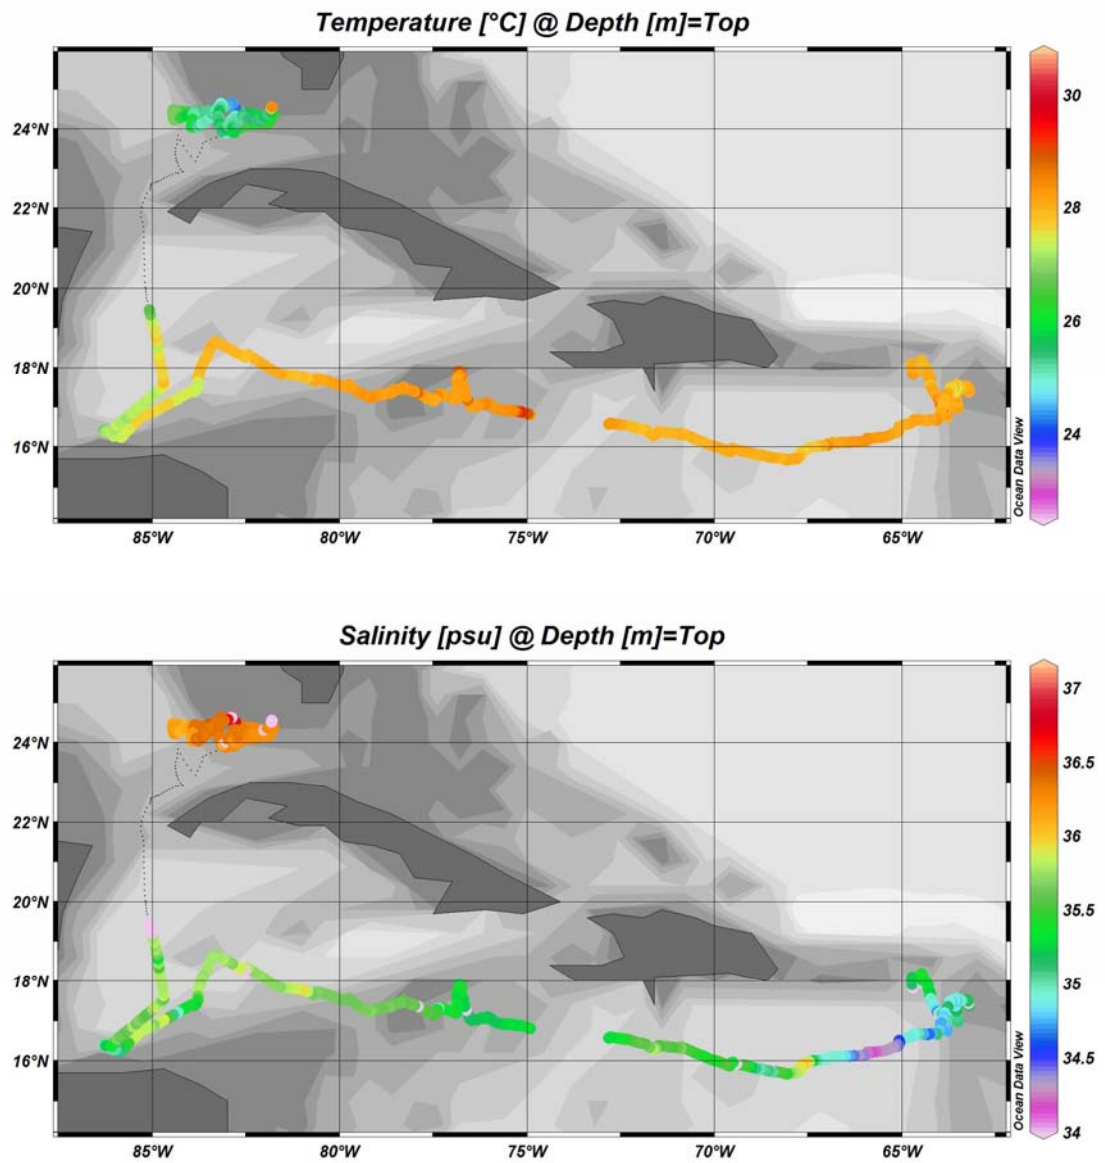 Temperature [°C] @ Depth [m]=Top
24°N
22°N
20°N
18°N
16°N
85°W
80°W
75°W
70°W
65°W
30
28
26
24
Ocean Data View
Salinity [psu] @ Depth [m]=Top
24°N
22°N
20°N
18°N
16°N
85°W
80°W
75°W
70°W
65°W
37
36.5
36
35.5
35
34.5
34
Ocean Data View